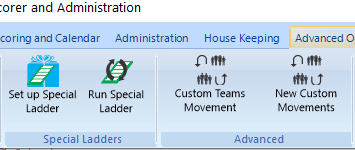 corer and Administration
coring and Calendar Administration House Keeping Advanced O
Set up Special Ladder
Run Special Ladder
Custom Teams Movement
New Custom Movements
Special Ladders Advanced